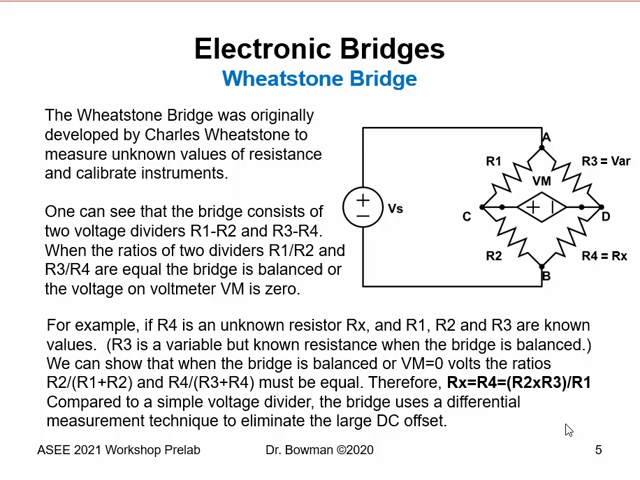 Electronic Bridges
Wheatstone Bridge
The Wheatstone Bridge was originally
developed by Charles Wheatstone to
measure unknown values of resistance
and calibrate instruments.
One can see that the bridge consists of
two voltage dividers R1-R2 and R3-R4.
When the ratios of two dividers R1/R2 and
R3/R4 are equal the bridge is balanced or
the voltage on voltmeter VM is zero.
A
R1
R3 = Var
VM
+
−
Vs
C
+
D
R2
R4 = Rx
B
For example, if R4 is an unknown resistor Rx, and R1, R2 and R3 are known
values. (R3 is a variable but known resistance when the bridge is balanced.)
We can show that when the bridge is balanced or VM=0 volts the ratios
R2/(R1+R2) and R4/(R3+R4) must be equal. Therefore, Rx=R4=(R2xR3)/R1
Compared to a simple voltage divider, the bridge uses a differential
measurement technique to eliminate the large DC offset.
ASEE 2021 Workshop Prelab Dr. Bowman ©2020 5